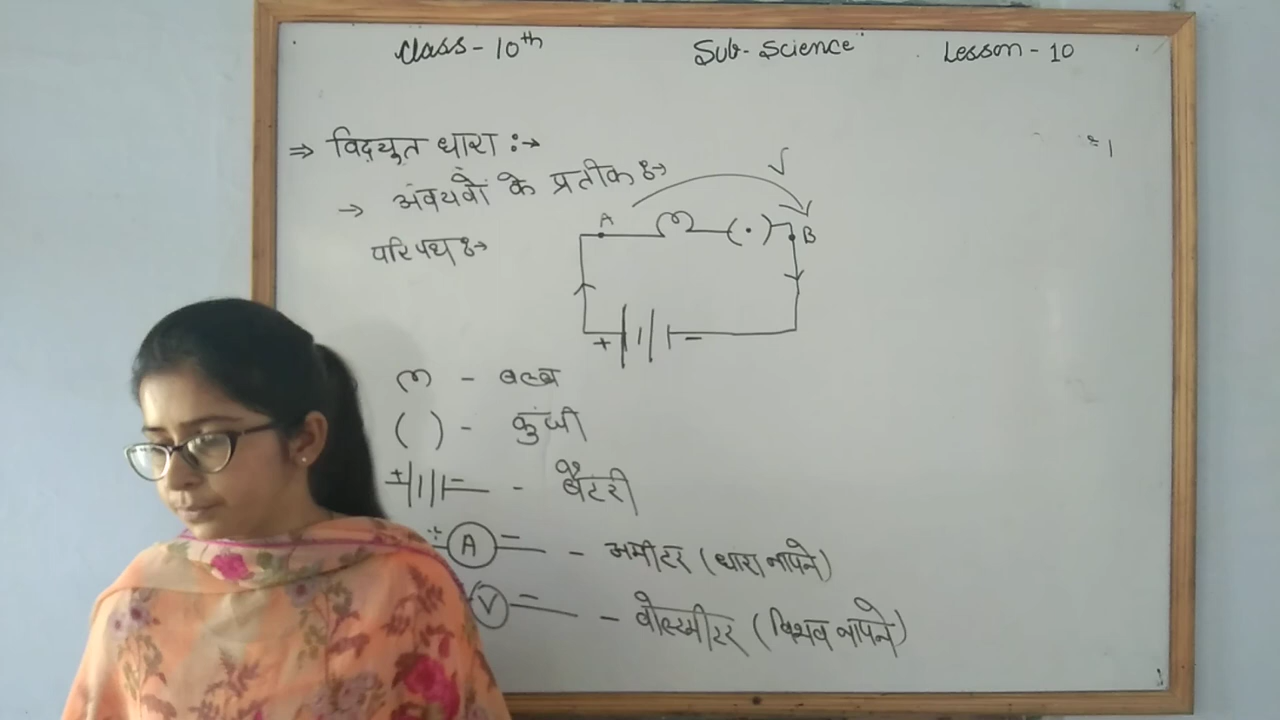 Class - 10th Sub- Science Lesson - 10
⇒ विद्युत धारा :→
→ अवयवों के प्रतीक :→
परिपथ :→
A B
+ -
- बल्ब
( ) - कुंजी
+ - - बैटरी
+ A - - अमीटर (धारा नापने)
V - - वोल्टमीटर (विभव नापने)